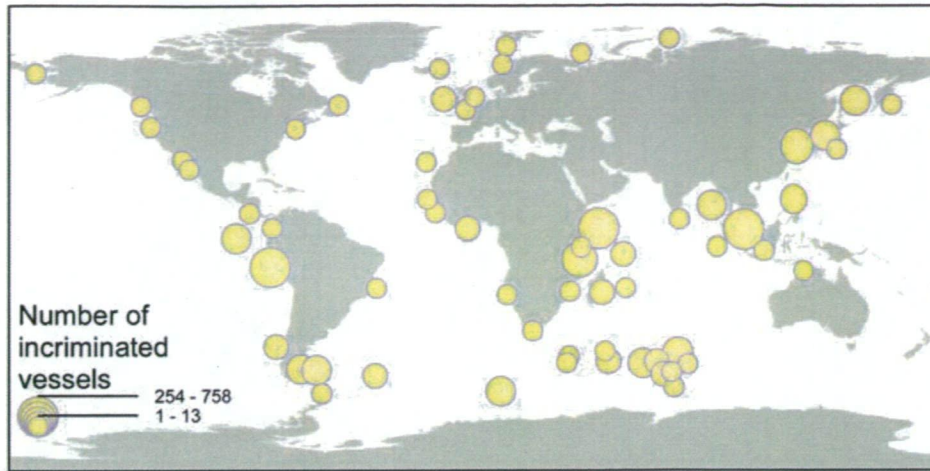 Number of
incriminated
vessels
254 - 758
1 - 13